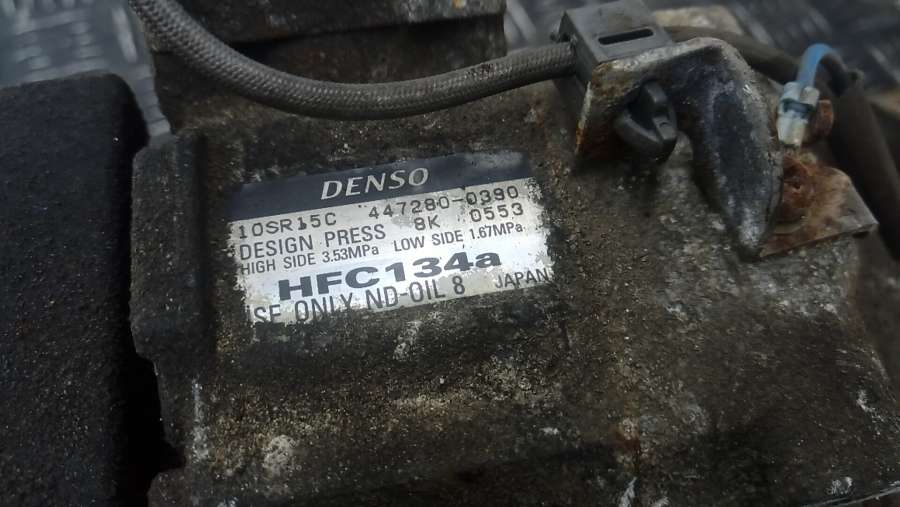 DENSO
10SR15C 447280-0390
DESIGN PRESS 8K 0553
HIGH SIDE 3.53MPa LOW SIDE 1.67MPa
HFC134a
USE ONLY ND-OIL 8 JAPAN